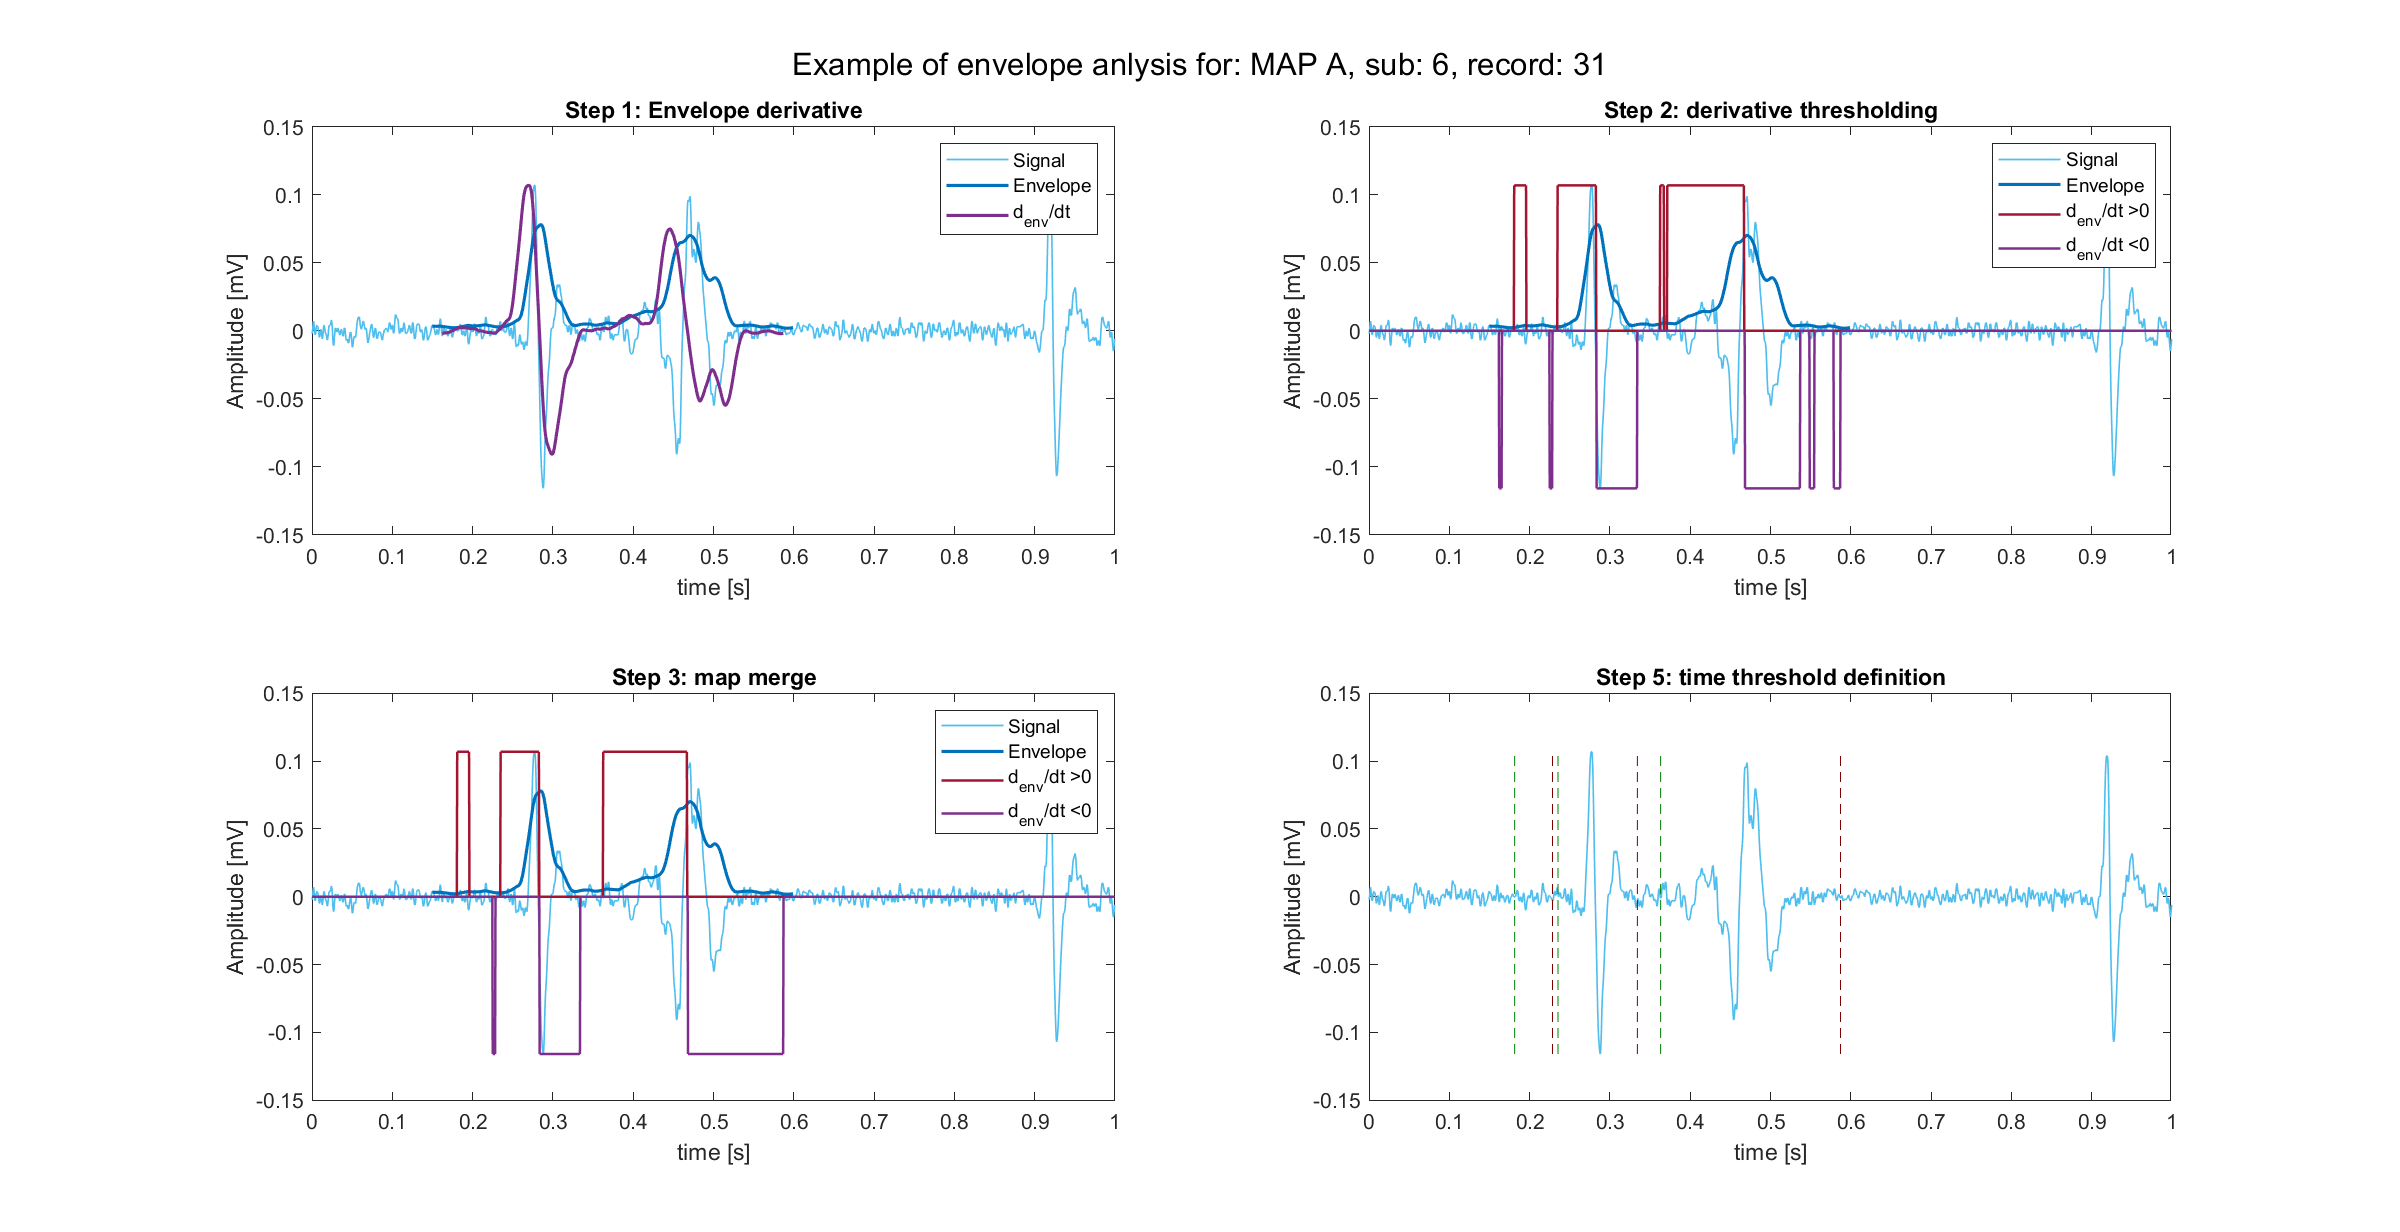 Example of envelope anlysis for: MAP A, sub: 6, record: 31
Step 1: Envelope derivative
0.15
0.1
0.05
0
-0.05
-0.1
-0.15
Amplitude [mV]
0 0.1 0.2 0.3 0.4 0.5 0.6 0.7 0.8 0.9 1
time [s]
Signal
Envelope
d_env/dt
Step 2: derivative thresholding
0.15
0.1
0.05
0
-0.05
-0.1
-0.15
Amplitude [mV]
0 0.1 0.2 0.3 0.4 0.5 0.6 0.7 0.8 0.9 1
time [s]
Signal
Envelope
d_env/dt >0
d_env/dt <0
Step 3: map merge
0.15
0.1
0.05
0
-0.05
-0.1
-0.15
Amplitude [mV]
0 0.1 0.2 0.3 0.4 0.5 0.6 0.7 0.8 0.9 1
time [s]
Signal
Envelope
d_env/dt >0
d_env/dt <0
Step 5: time threshold definition
0.15
0.1
0.05
0
-0.05
-0.1
-0.15
Amplitude [mV]
0 0.1 0.2 0.3 0.4 0.5 0.6 0.7 0.8 0.9 1
time [s]